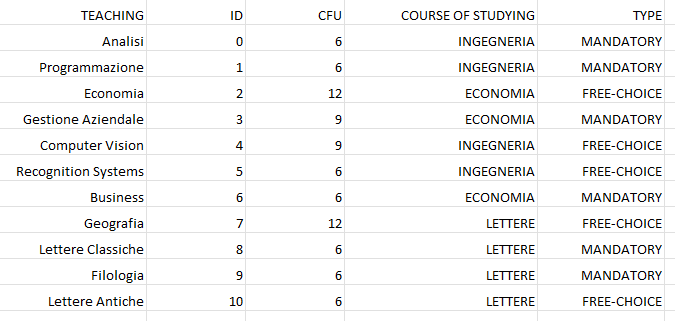 TEACHING ID CFU COURSE OF STUDYING TYPE
Analisi 0 6 INGEGNERIA MANDATORY
Programmazione 1 6 INGEGNERIA MANDATORY
Economia 2 12 ECONOMIA FREE-CHOICE
Gestione Aziendale 3 9 ECONOMIA MANDATORY
Computer Vision 4 9 INGEGNERIA FREE-CHOICE
Recognition Systems 5 6 INGEGNERIA FREE-CHOICE
Business 6 6 ECONOMIA MANDATORY
Geografia 7 12 LETTERE FREE-CHOICE
Lettere Classiche 8 6 LETTERE MANDATORY
Filologia 9 6 LETTERE MANDATORY
Lettere Antiche 10 6 LETTERE FREE-CHOICE